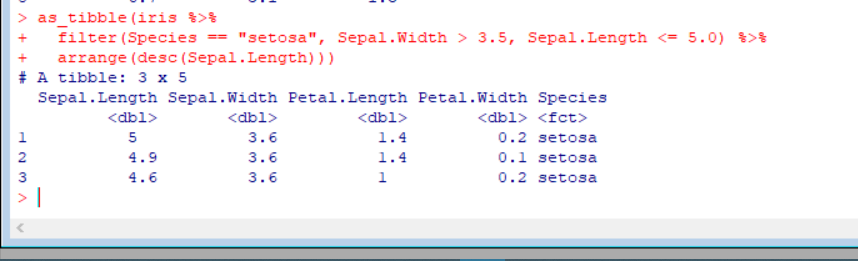 > as_tibble(iris %>%
+   filter(Species == "setosa", Sepal.Width > 3.5, Sepal.Length <= 5.0) %>%
+   arrange(desc(Sepal.Length)))
# A tibble: 3 x 5
  Sepal.Length Sepal.Width Petal.Length Petal.Width Species
         <dbl>       <dbl>        <dbl>       <dbl> <fct>
1          5           3.6          1.4         0.2 setosa
2          4.9         3.6          1.4         0.1 setosa
3          4.6         3.6          1           0.2 setosa
>